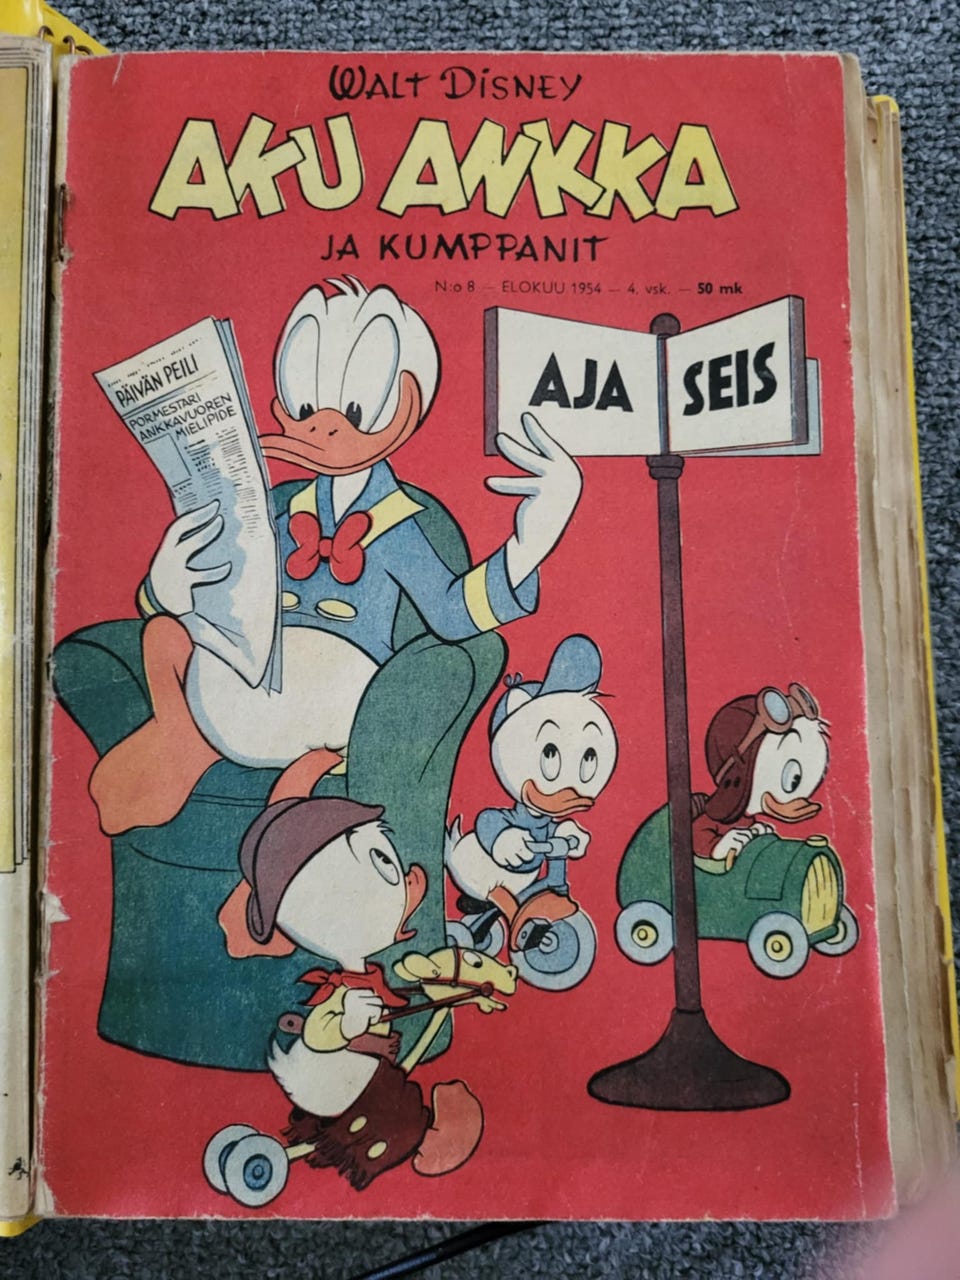 WALT DISNEY
AKU ANKKA
JA KUMPPANIT
N:o 8 — ELOKUU 1954 — 4. vsk. — 50 mk
PÄIVÄN PEILI
PORMESTARI
ANKKAVUOREN
MIELIPIDE
AJA
SEIS